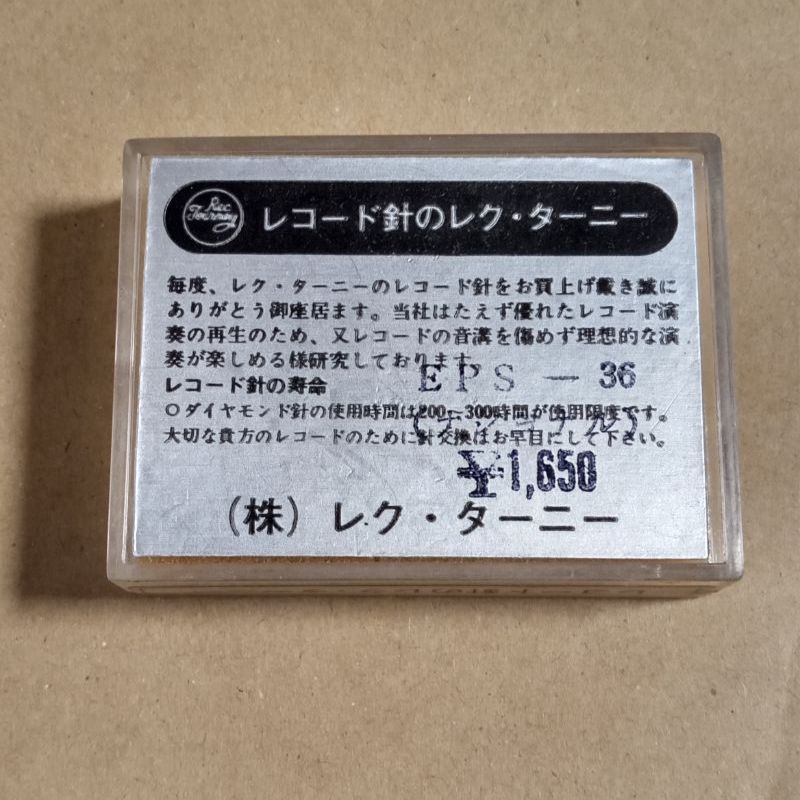 Rec Tourney
レコード針のレク・ターニー
毎度、レク・ターニーのレコード針をお買上げ戴き誠に
ありがとう御座居ます。当社はたえず優れたレコード演
奏の再生のため、又レコードの音溝を傷めず理想的な演
奏が楽しめる様研究しております。
EPS — 36
レコード針の寿命
○ダイヤモンド針の使用時間は200〜300時間が使用限度です。
大切な貴方のレコードのために針交換はお早目にして下さい。
¥1,650
(株) レク・ターニー